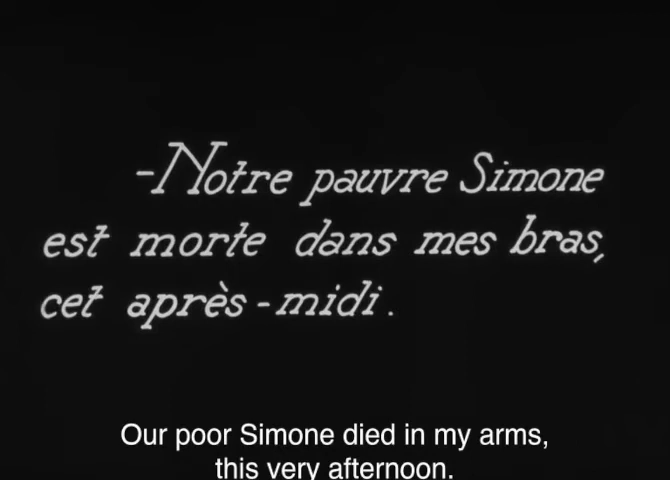 -Notre pauvre Simone
est morte dans mes bras,
cet après-midi.
Our poor Simone died in my arms,
this very afternoon.